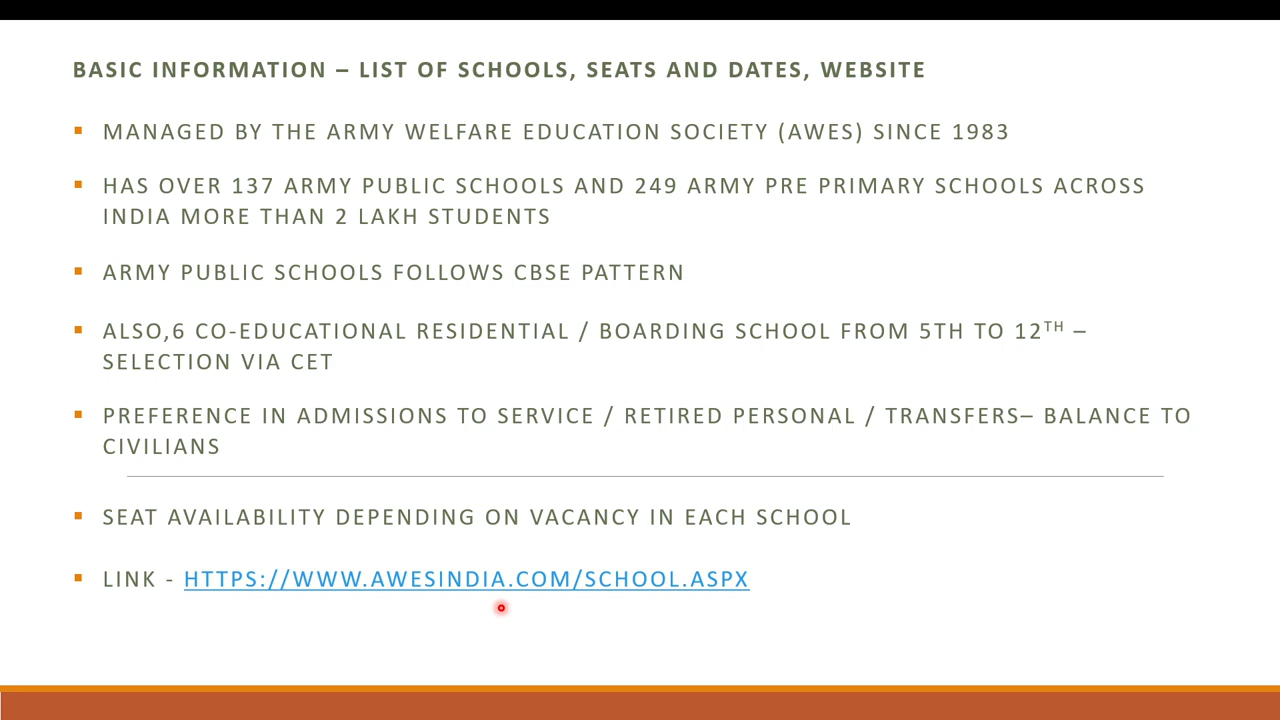 BASIC INFORMATION – LIST OF SCHOOLS, SEATS AND DATES, WEBSITE
MANAGED BY THE ARMY WELFARE EDUCATION SOCIETY (AWES) SINCE 1983
HAS OVER 137 ARMY PUBLIC SCHOOLS AND 249 ARMY PRE PRIMARY SCHOOLS ACROSS
INDIA MORE THAN 2 LAKH STUDENTS
ARMY PUBLIC SCHOOLS FOLLOWS CBSE PATTERN
ALSO,6 CO-EDUCATIONAL RESIDENTIAL / BOARDING SCHOOL FROM 5TH TO 12TH –
SELECTION VIA CET
PREFERENCE IN ADMISSIONS TO SERVICE / RETIRED PERSONAL / TRANSFERS– BALANCE TO
CIVILIANS
SEAT AVAILABILITY DEPENDING ON VACANCY IN EACH SCHOOL
LINK - HTTPS://WWW.AWESINDIA.COM/SCHOOL.ASPX